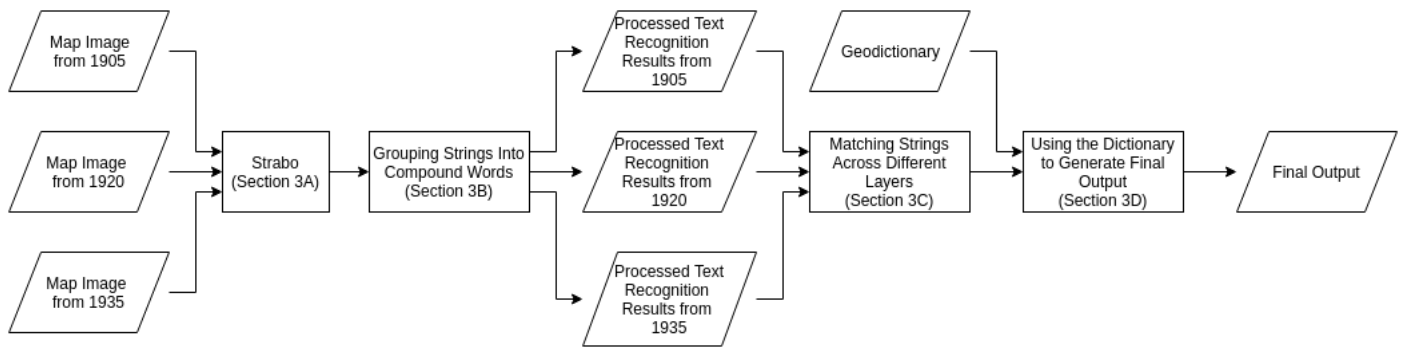 Map Image
from 1905
Map Image
from 1920
Map Image
from 1935
Strabo
(Section 3A)
Grouping Strings Into
Compound Words
(Section 3B)
Processed Text
Recognition
Results from
1905
Processed Text
Recognition
Results from
1920
Processed Text
Recognition
Results from
1935
Geodictionary
Matching Strings
Across Different
Layers
(Section 3C)
Using the Dictionary
to Generate Final
Output
(Section 3D)
Final Output